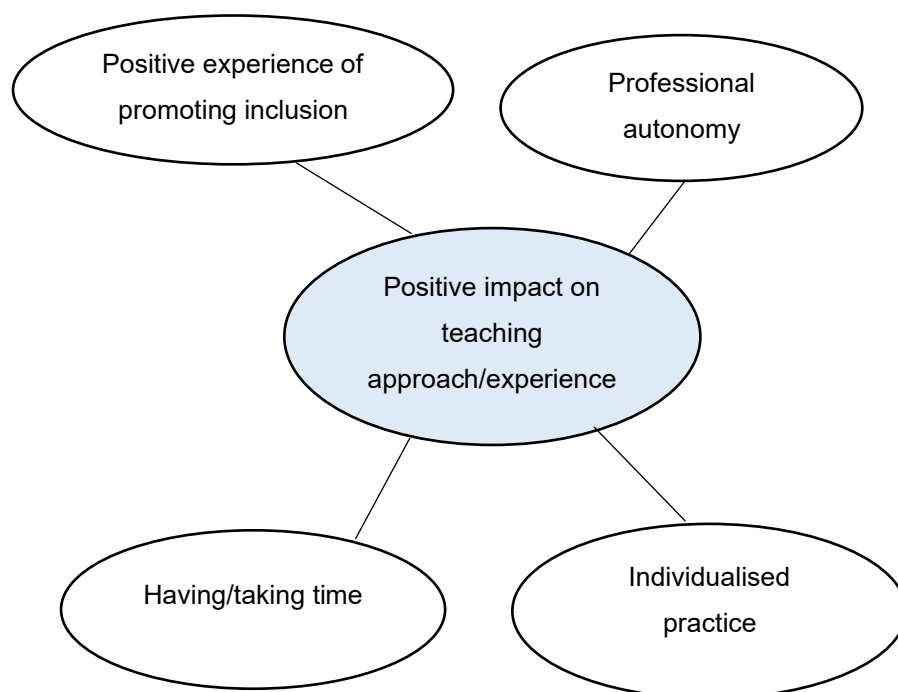 Positive experience of
promoting inclusion
Professional
autonomy
Positive impact on
teaching
approach/experience
Having/taking time
Individualised
practice